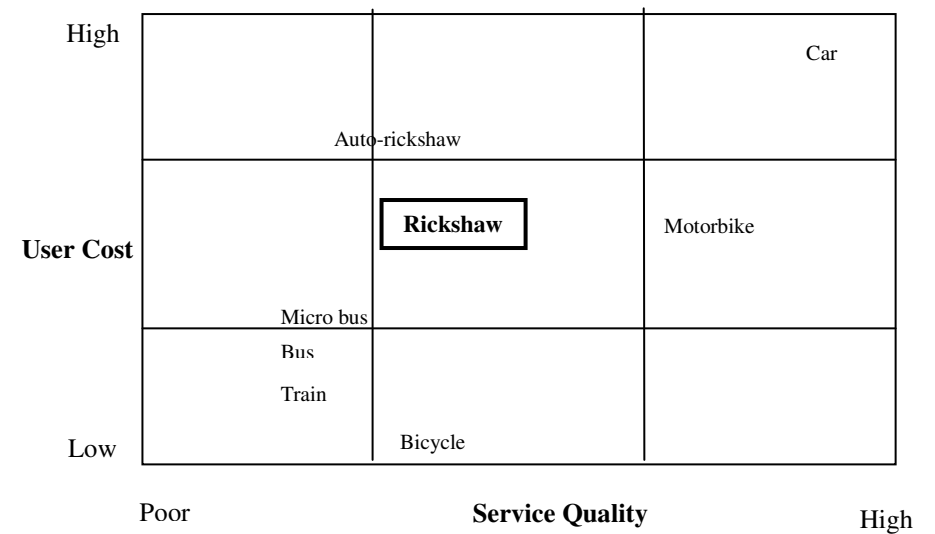 High
Car
Auto-rickshaw
Rickshaw
Motorbike
User Cost
Micro bus
Bus
Train
Bicycle
Low
Poor
Service Quality
High